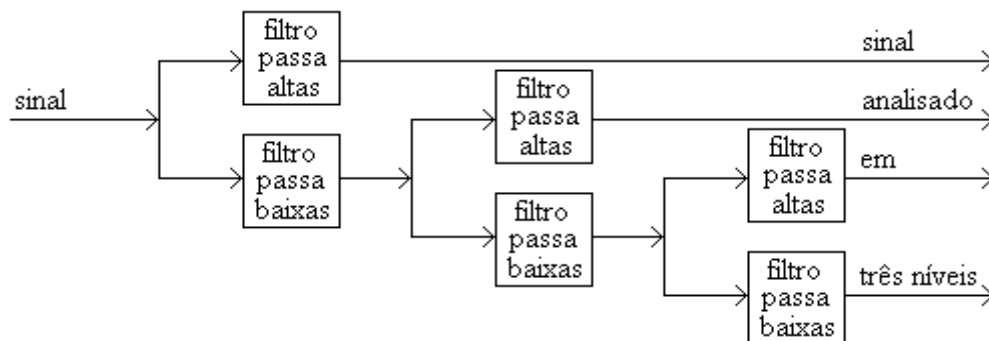 sinal
filtro
passa
altas
filtro
passa
baixas
filtro
passa
altas
filtro
passa
baixas
filtro
passa
altas
filtro
passa
baixas
sinal
analisado
em
três níveis